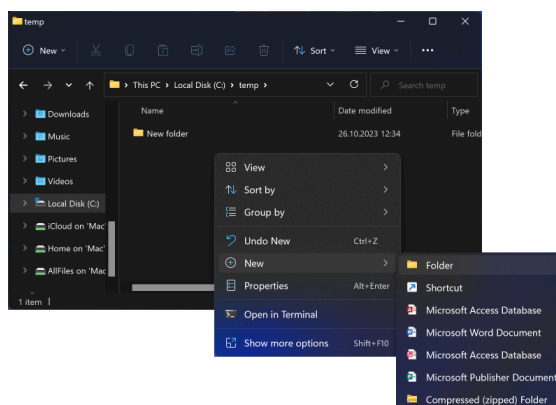 temp
New
Sort
View
This PC > Local Disk (C:) > temp >
Search temp
Name
Date modified
Type
Downloads
Music
Pictures
Videos
Local Disk (C:)
iCloud on 'Mac'
Home on 'Mac'
AllFiles on 'Mac
New folder
26.10.2023 12:34
File fold
1 item
View
Sort by
Group by
Undo New Ctrl+Z
New
Properties Alt+Enter
Open in Terminal
Show more options Shift+F10
Folder
Shortcut
Microsoft Access Database
Microsoft Word Document
Microsoft Access Database
Microsoft Publisher Document
Compressed (zipped) Folder